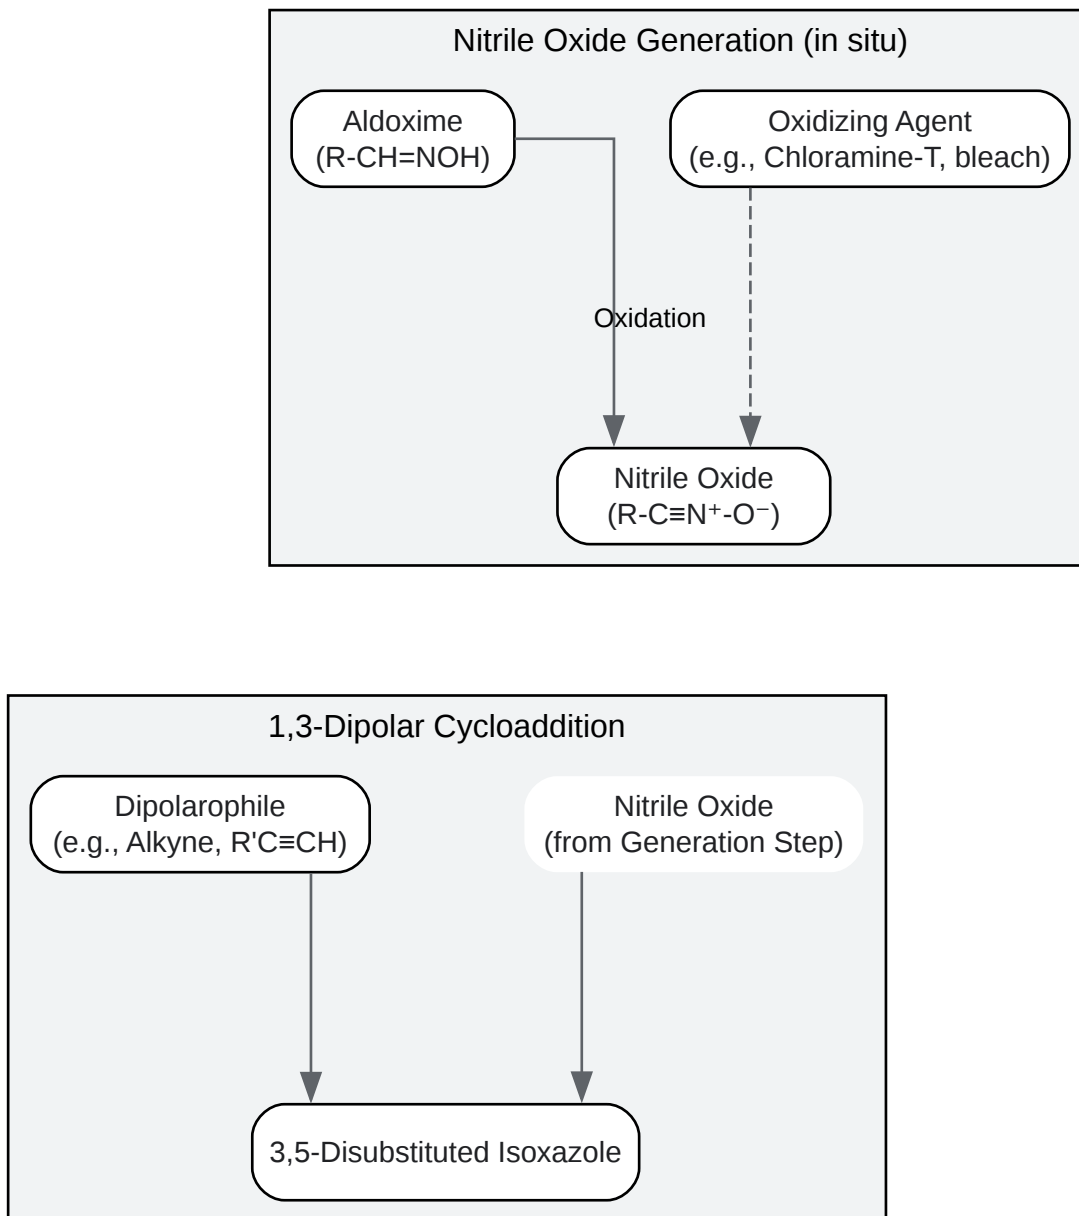 Nitrile Oxide Generation (in situ)
Aldoxime
(R-CH=NOH)
Oxidizing Agent
(e.g., Chloramine-T, bleach)
Oxidation
Nitrile Oxide
(R-C≡N⁺-O⁻)
1,3-Dipolar Cycloaddition
Dipolarophile
(e.g., Alkyne, R'C≡CH)
Nitrile Oxide
(from Generation Step)
3,5-Disubstituted Isoxazole